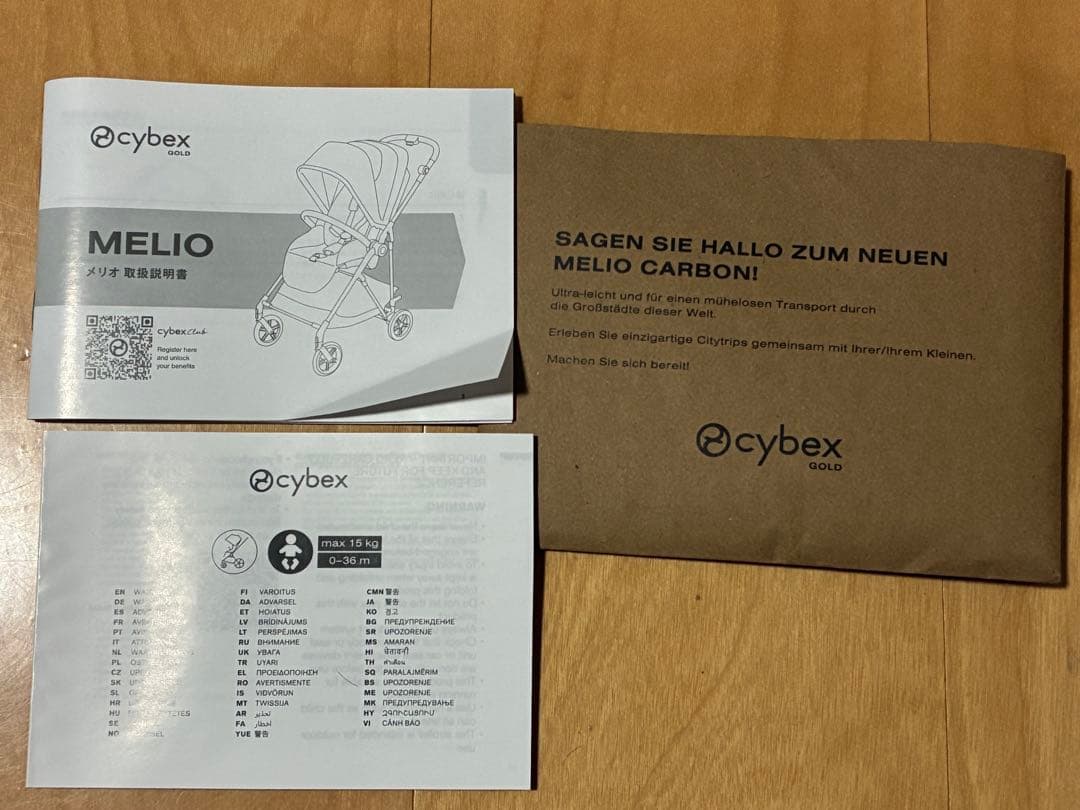 cybex
GOLD
MELIO
メリオ 取扱説明書
cybex Club
Register here
and unlock
your benefits
SAGEN SIE HALLO ZUM NEUEN
MELIO CARBON!
Ultra-leicht und für einen mühelosen Transport durch
die Großstädte dieser Welt.
Erleben Sie einzigartige Citytrips gemeinsam mit Ihrer/Ihrem Kleinen.
Machen Sie sich bereit!
cybex
GOLD
cybex
max 15 kg
0–36 m
EN
DE
ES
FR
PT
IT
NL
PL
CZ
SK
SL
HR
HU
SE
NO
FI VAROITUS
DA ADVARSEL
ET HOIATUS
LV BRĪDINĀJUMS
LT PERSPĖJIMAS
RU ВНИМАНИЕ
UK УВАГА
TR UYARI
EL ΠΡΟΕΙΔΟΠΟΙΗΣΗ
RO AVERTISMENTE
IS VIÐVÖRUN
MT TWISSIJA
AR تحذير
FA اخطار
YUE 警告
CMN 警告
JA 警告
KO 경고
BG ПРЕДУПРЕЖДЕНИЕ
SR UPOZORENJE
MS AMARAN
HI चेतावनी
TH คำเตือน
SQ PARALAJMËRIM
BS UPOZORENJE
ME UPOZORENJE
MK ПРЕДУПРЕДУВАЊЕ
HY ԶԳՈՒՇԱՑՈՒՄ
VI CẢNH BÁO